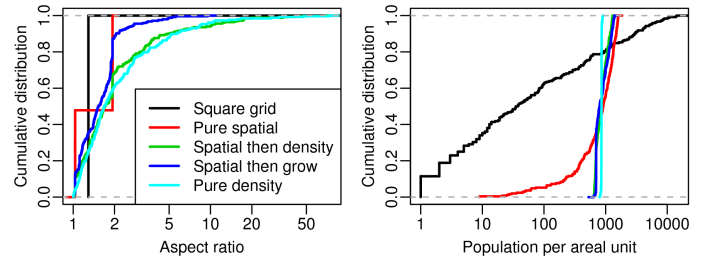 Cumulative distribution
0.0 0.2 0.4 0.6 0.8 1.0
Square grid
Pure spatial
Spatial then density
Spatial then grow
Pure density
1 2 5 10 20 50
Aspect ratio
Cumulative distribution
0.0 0.2 0.4 0.6 0.8 1.0
1 10 100 1000 10000
Population per areal unit